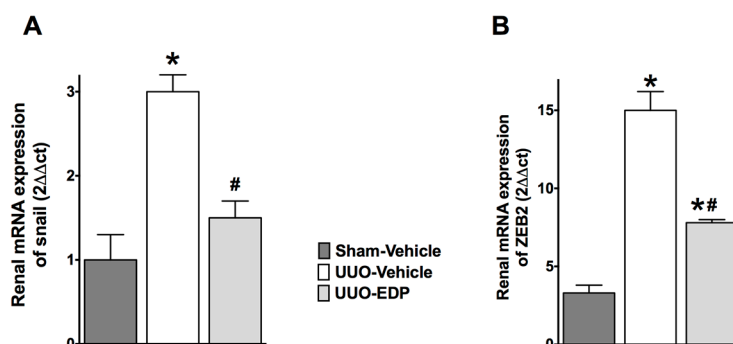 A
Renal mRNA expression
of snail (2ΔΔct)
3
2
1
0
*
#
Sham-Vehicle
UUO-Vehicle
UUO-EDP
B
Renal mRNA expression
of ZEB2 (2ΔΔct)
15
10
5
0
*
*#